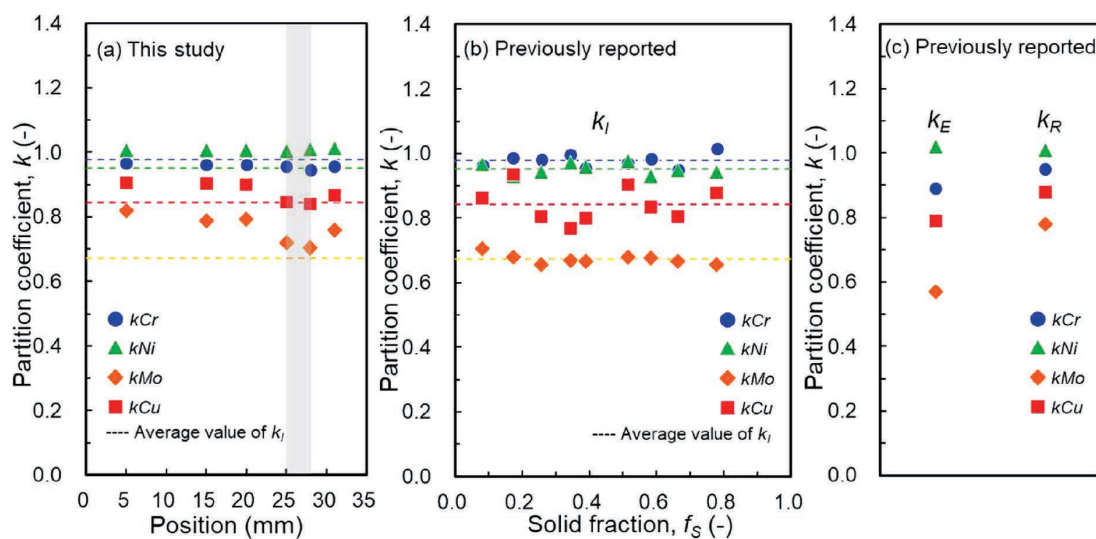 (a) This study
Partition coefficient, k (-)
1.4
1.2
1.0
0.8
0.6
0.4
0.2
0.0
kCr
kNi
kMo
kCu
Average value of kI
0 5 10 15 20 25 30 35
Position (mm)
(b) Previously reported
Partition coefficient, k (-)
1.4
1.2
1.0
0.8
0.6
0.4
0.2
0.0
kI
kCr
kNi
kMo
kCu
Average value of kI
0.0 0.2 0.4 0.6 0.8 1.0
Solid fraction, fS (-)
(c) Previously reported
Partition coefficient, k (-)
1.4
1.2
1.0
0.8
0.6
0.4
0.2
0.0
kE kR
kCr
kNi
kMo
kCu